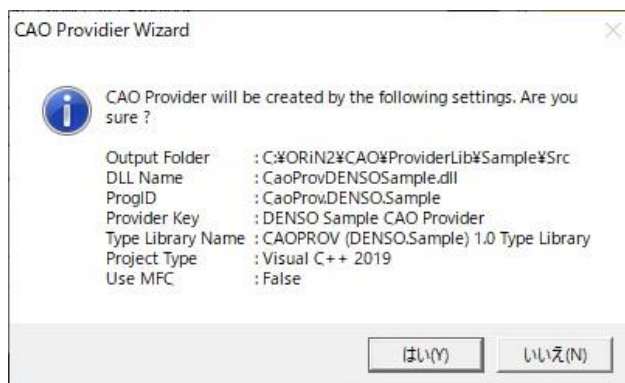 CAO Providier Wizard
CAO Provider will be created by the following settings. Are you
sure ?
Output Folder : C:¥ORiN2¥CAO¥ProviderLib¥Sample¥Src
DLL Name : CaoProvDENSOSample.dll
ProgID : CaoProv.DENSO.Sample
Provider Key : DENSO Sample CAO Provider
Type Library Name : CAOPROV (DENSO.Sample) 1.0 Type Library
Project Type : Visual C++ 2019
Use MFC : False
はい(Y) いいえ(N)